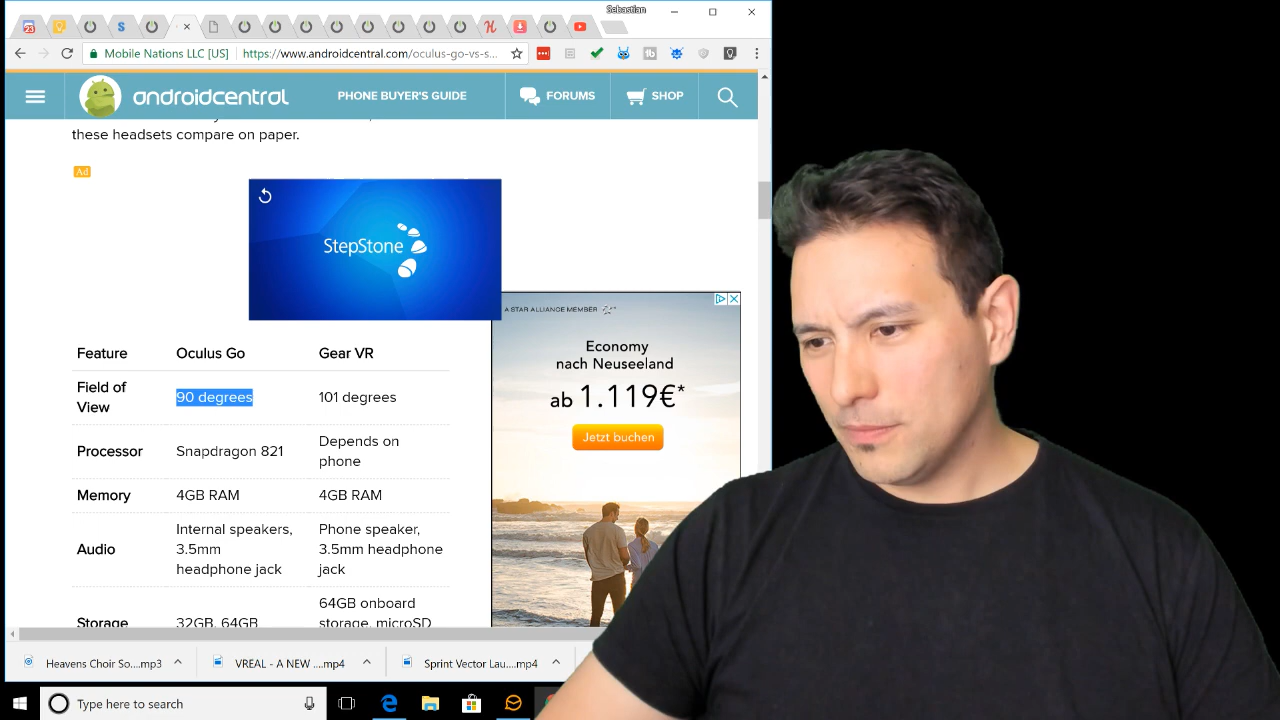 Sebastian
23
Mobile Nations LLC [US]
https://www.androidcentral.com/oculus-go-vs-s...
androidcentral
PHONE BUYER'S GUIDE
FORUMS
SHOP
these headsets compare on paper.
Ad
StepStone
A STAR ALLIANCE MEMBER
Economy
nach Neuseeland
ab 1.119€*
Jetzt buchen
Feature Oculus Go Gear VR
Field of
View
90 degrees
101 degrees
Processor
Snapdragon 821
Depends on
phone
Memory
4GB RAM
4GB RAM
Audio
Internal speakers,
3.5mm
headphone jack
Phone speaker,
3.5mm headphone
jack
Storage
32GB, 64GB
64GB onboard
storage, microSD
Heavens Choir So....mp3
VREAL - A NEW ....mp4
Sprint Vector Lau....mp4
Type here to search